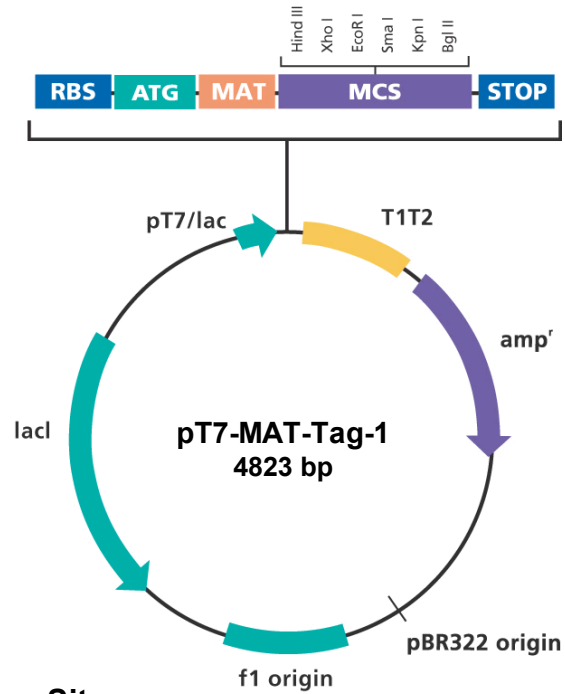 Hind III
Xho I
EcoR I
Sma I
Kpn I
Bgl II
RBS ATG MAT MCS STOP
pT7/lac
T1T2
ampʳ
lacI
pT7-MAT-Tag-1
4823 bp
pBR322 origin
f1 origin